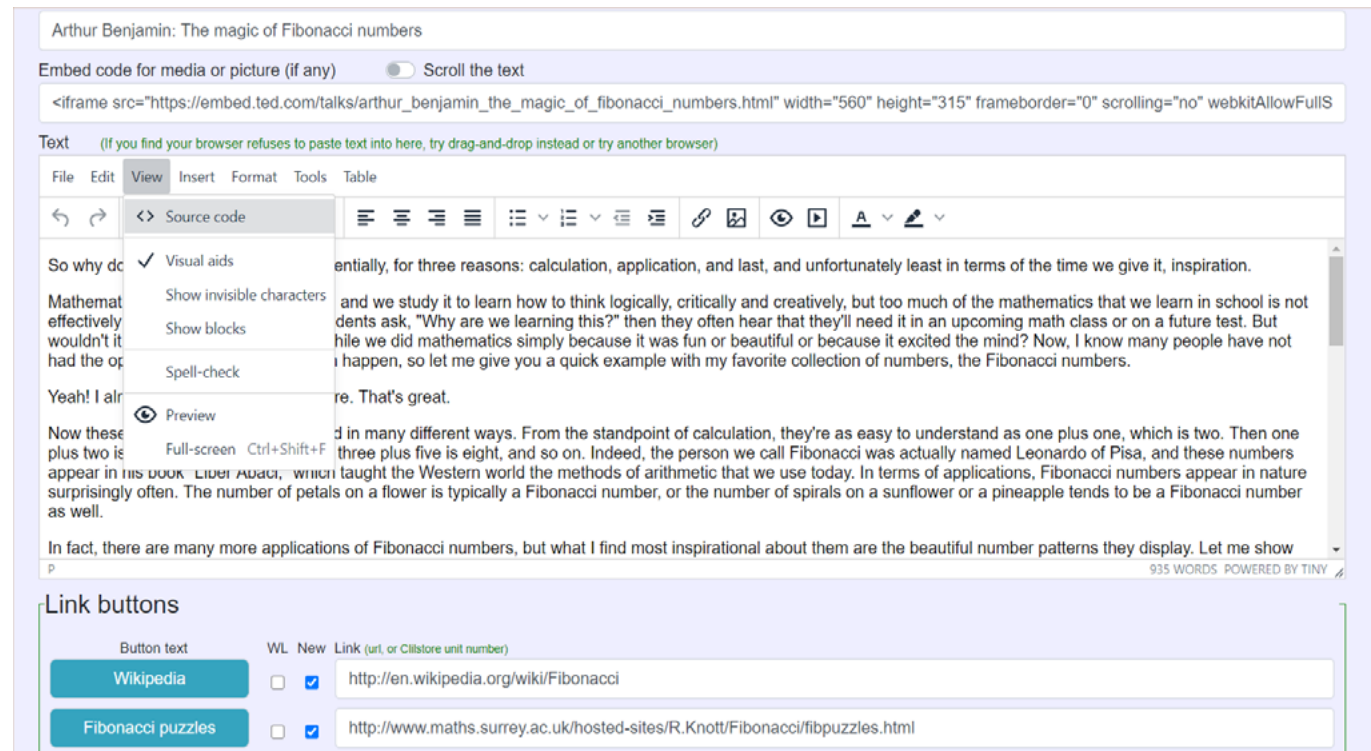 Arthur Benjamin: The magic of Fibonacci numbers
Embed code for media or picture (if any) Scroll the text
<iframe src="https://embed.ted.com/talks/arthur_benjamin_the_magic_of_fibonacci_numbers.html" width="560" height="315" frameborder="0" scrolling="no" webkitAllowFullS
Text (If you find your browser refuses to paste text into here, try drag-and-drop instead or try another browser)
File Edit View Insert Format Tools Table
<> Source code
Visual aids
Show invisible characters
Show blocks
Spell-check
Preview
Full-screen Ctrl+Shift+F
So why do entially, for three reasons: calculation, application, and last, and unfortunately least in terms of the time we give it, inspiration.
Mathemat and we study it to learn how to think logically, critically and creatively, but too much of the mathematics that we learn in school is not
effectively dents ask, "Why are we learning this?" then they often hear that they'll need it in an upcoming math class or on a future test. But
wouldn't it hile we did mathematics simply because it was fun or beautiful or because it excited the mind? Now, I know many people have not
had the op happen, so let me give you a quick example with my favorite collection of numbers, the Fibonacci numbers.
Yeah! I alr re. That's great.
Now these d in many different ways. From the standpoint of calculation, they're as easy to understand as one plus one, which is two. Then one
plus two is three plus five is eight, and so on. Indeed, the person we call Fibonacci was actually named Leonardo of Pisa, and these numbers
appear in his book "Liber Abaci," which taught the Western world the methods of arithmetic that we use today. In terms of applications, Fibonacci numbers appear in nature
surprisingly often. The number of petals on a flower is typically a Fibonacci number, or the number of spirals on a sunflower or a pineapple tends to be a Fibonacci number
as well.
In fact, there are many more applications of Fibonacci numbers, but what I find most inspirational about them are the beautiful number patterns they display. Let me show
P 935 WORDS POWERED BY TINY
Link buttons
Button text WL New Link (url, or Clilstore unit number)
Wikipedia http://en.wikipedia.org/wiki/Fibonacci
Fibonacci puzzles http://www.maths.surrey.ac.uk/hosted-sites/R.Knott/Fibonacci/fibpuzzles.html